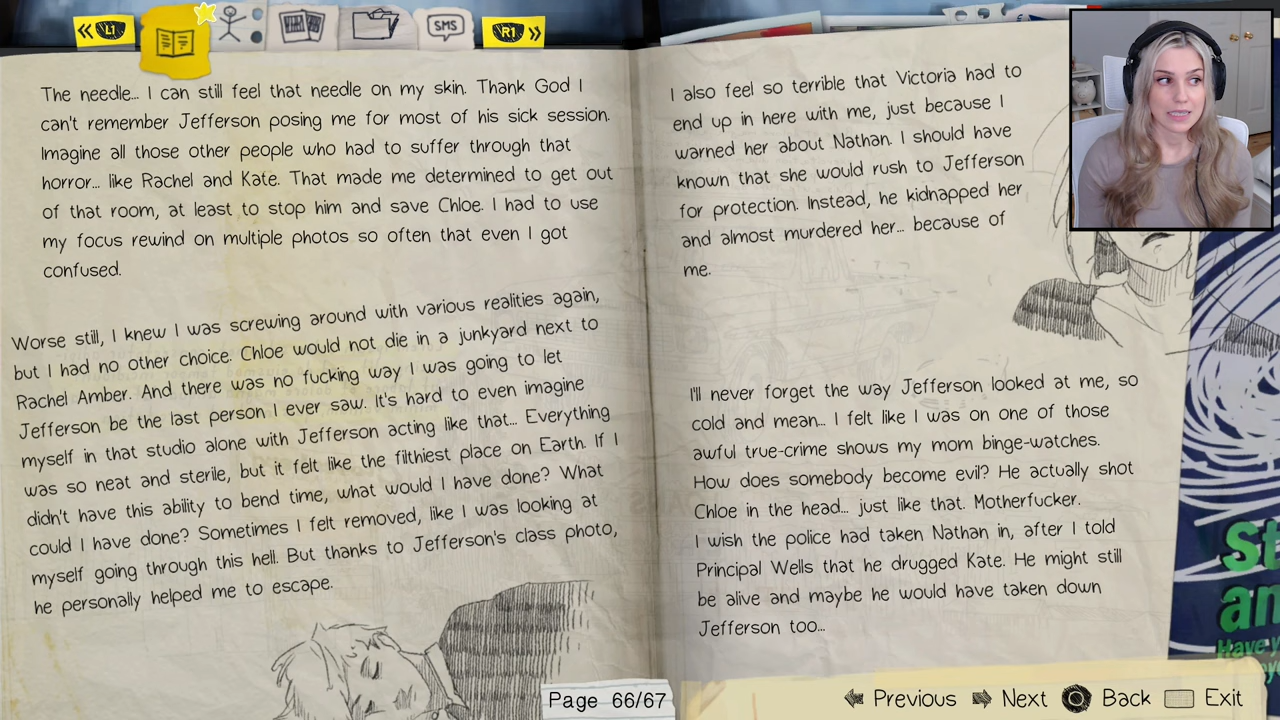 L1
SMS
R1
The needle... I can still feel that needle on my skin. Thank God I
can't remember Jefferson posing me for most of his sick session.
Imagine all those other people who had to suffer through that
horror... like Rachel and Kate. That made me determined to get out
of that room, at least to stop him and save Chloe. I had to use
my focus rewind on multiple photos so often that even I got
confused.
Worse still, I knew I was screwing around with various realities again,
but I had no other choice. Chloe would not die in a junkyard next to
Rachel Amber. And there was no fucking way I was going to let
Jefferson be the last person I ever saw. It's hard to even imagine
myself in that studio alone with Jefferson acting like that... Everything
was so neat and sterile, but it felt like the filthiest place on Earth. If I
didn't have this ability to bend time, what would I have done? What
could I have done? Sometimes I felt removed, like I was looking at
myself going through this hell. But thanks to Jefferson's class photo,
he personally helped me to escape.
I also feel so terrible that Victoria had to
end up in here with me, just because I
warned her about Nathan. I should have
known that she would rush to Jefferson
for protection. Instead, he kidnapped her
and almost murdered her... because of
me.
I'll never forget the way Jefferson looked at me, so
cold and mean... I felt like I was on one of those
awful true-crime shows my mom binge-watches.
How does somebody become evil? He actually shot
Chloe in the head... just like that. Motherfucker.
I wish the police had taken Nathan in, after I told
Principal Wells that he drugged Kate. He might still
be alive and maybe he would have taken down
Jefferson too...
Have
Page 66/67
Previous Next Back Exit